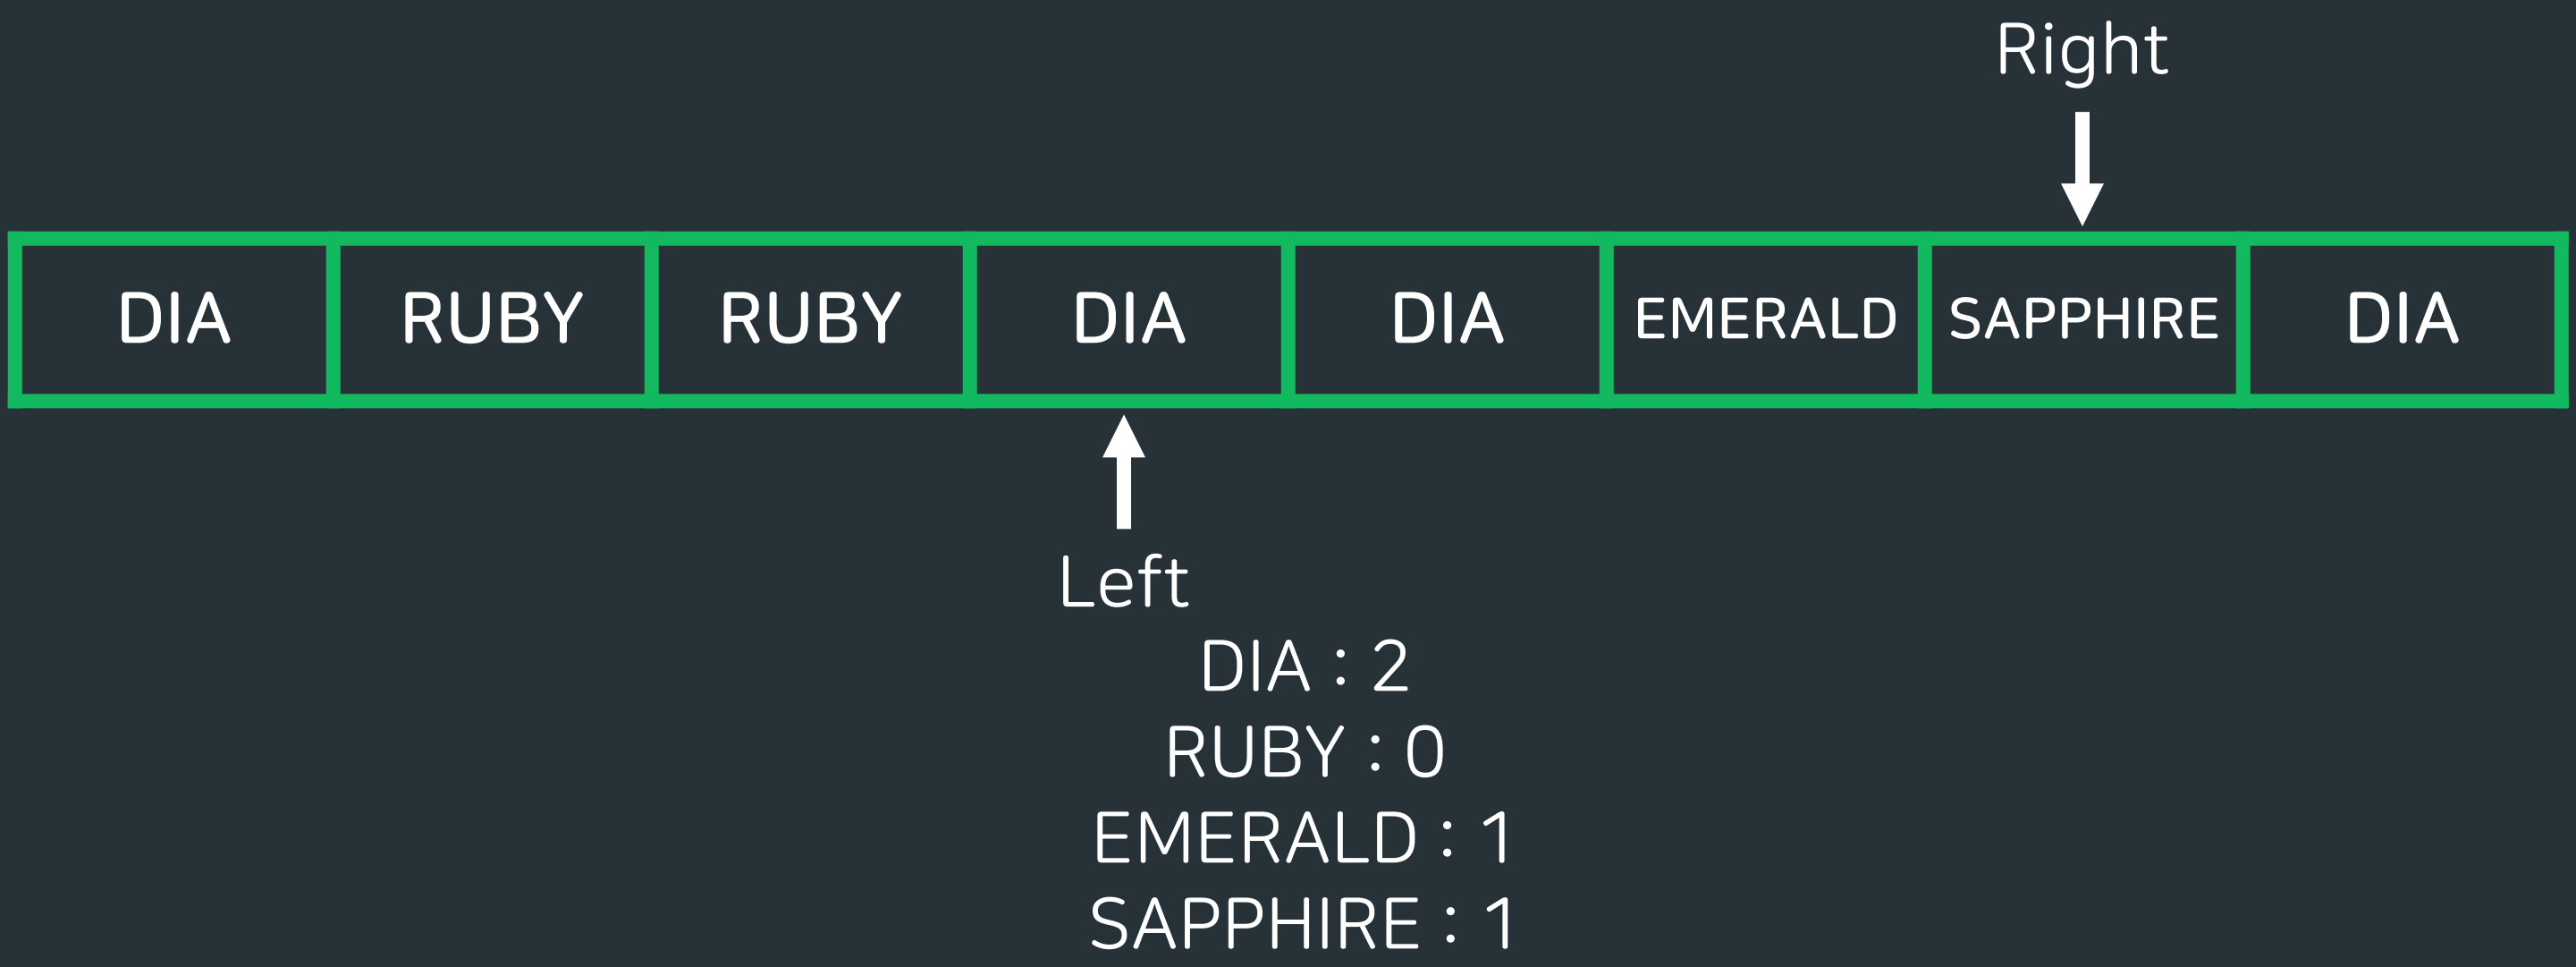 Right
DIA RUBY RUBY DIA DIA EMERALD SAPPHIRE DIA
Left
DIA : 2
RUBY : 0
EMERALD : 1
SAPPHIRE : 1